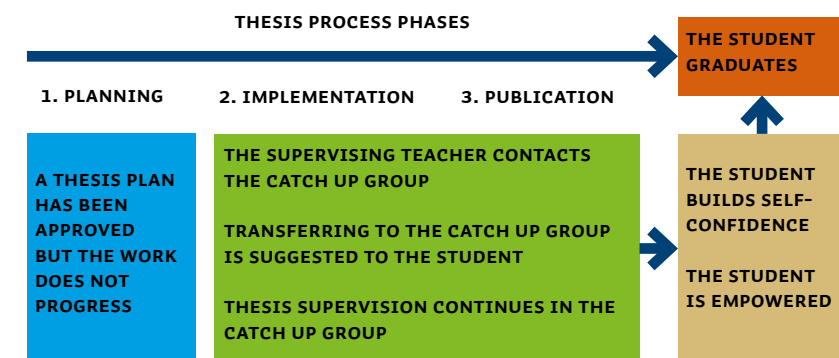 THESIS PROCESS PHASES
THE STUDENT
GRADUATES
1. PLANNING
2. IMPLEMENTATION
3. PUBLICATION
A THESIS PLAN
HAS BEEN
APPROVED
BUT THE WORK
DOES NOT
PROGRESS
THE SUPERVISING TEACHER CONTACTS
THE CATCH UP GROUP
TRANSFERRING TO THE CATCH UP GROUP
IS SUGGESTED TO THE STUDENT
THESIS SUPERVISION CONTINUES IN THE
CATCH UP GROUP
THE STUDENT
BUILDS SELF-
CONFIDENCE
THE STUDENT
IS EMPOWERED